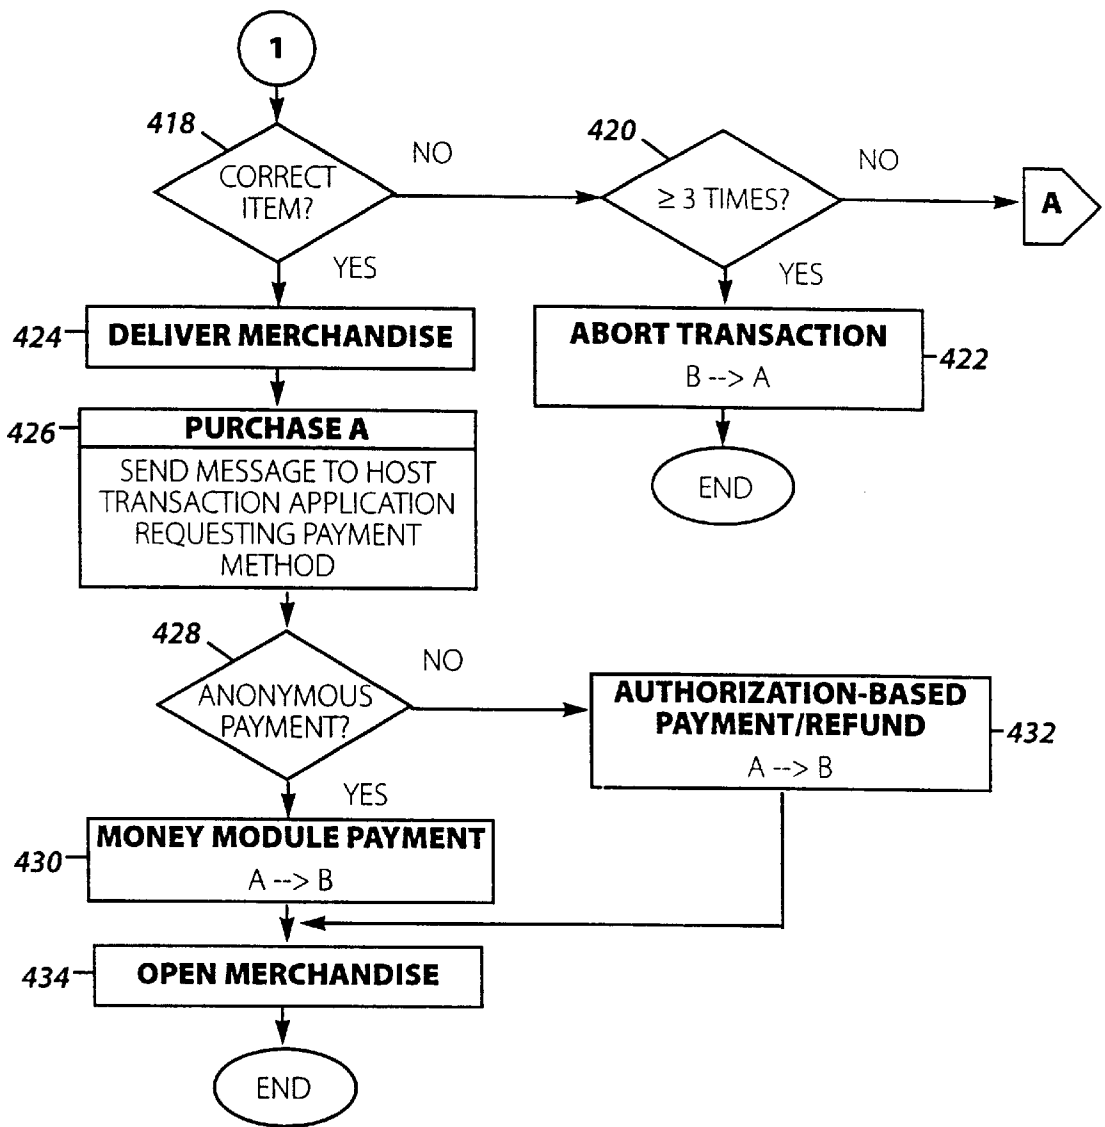 1
418
CORRECT
ITEM?
NO
420
≥ 3 TIMES?
NO
A
YES
YES
424
DELIVER MERCHANDISE
ABORT TRANSACTION
B --> A
422
426
PURCHASE A
SEND MESSAGE TO HOST
TRANSACTION APPLICATION
REQUESTING PAYMENT
METHOD
END
428
ANONYMOUS
PAYMENT?
NO
AUTHORIZATION-BASED
PAYMENT/REFUND
A --> B
432
YES
430
MONEY MODULE PAYMENT
A --> B
434
OPEN MERCHANDISE
END